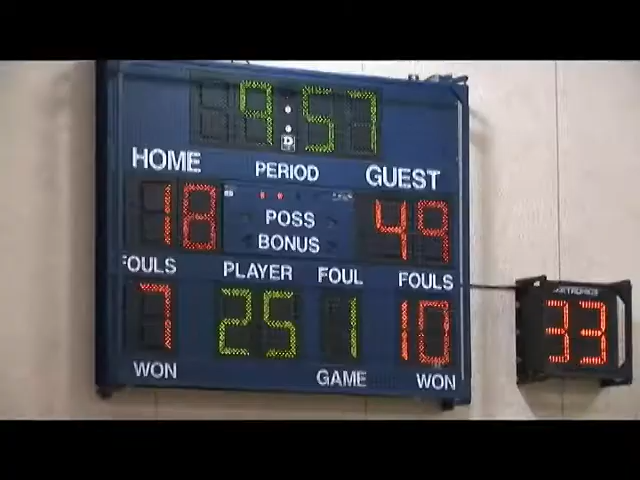 9:57
HOME PERIOD GUEST
18 POSS 49
BONUS
FOULS PLAYER FOUL FOULS
7 25 1 10
33
WON GAME WON